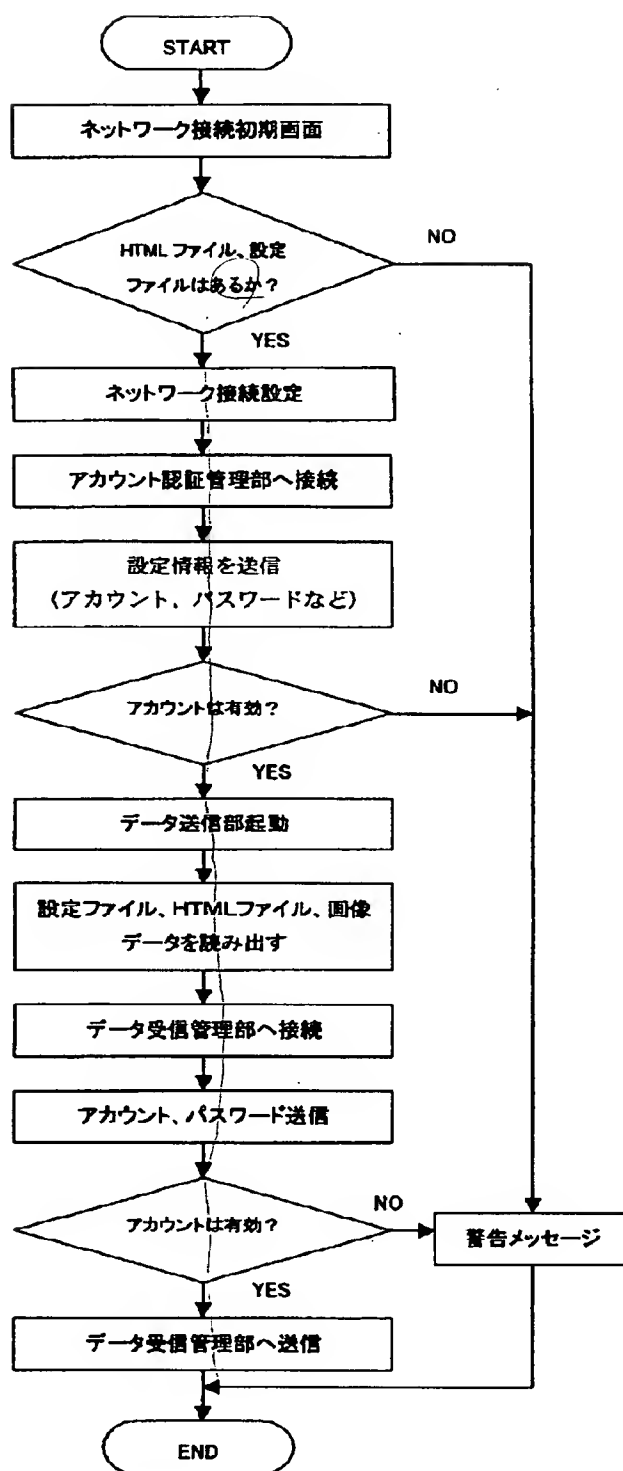 START
ネットワーク接続初期画面
HTML ファイル、設定
ファイルはあるか？
NO
YES
ネットワーク接続設定
アカウント認証管理部へ接続
設定情報を送信
（アカウント、パスワードなど）
アカウントは有効？
NO
YES
データ送信部起動
設定ファイル、HTMLファイル、画像
データを読み出す
データ受信管理部へ接続
アカウント、パスワード送信
アカウントは有効？
NO
警告メッセージ
YES
データ受信管理部へ送信
END